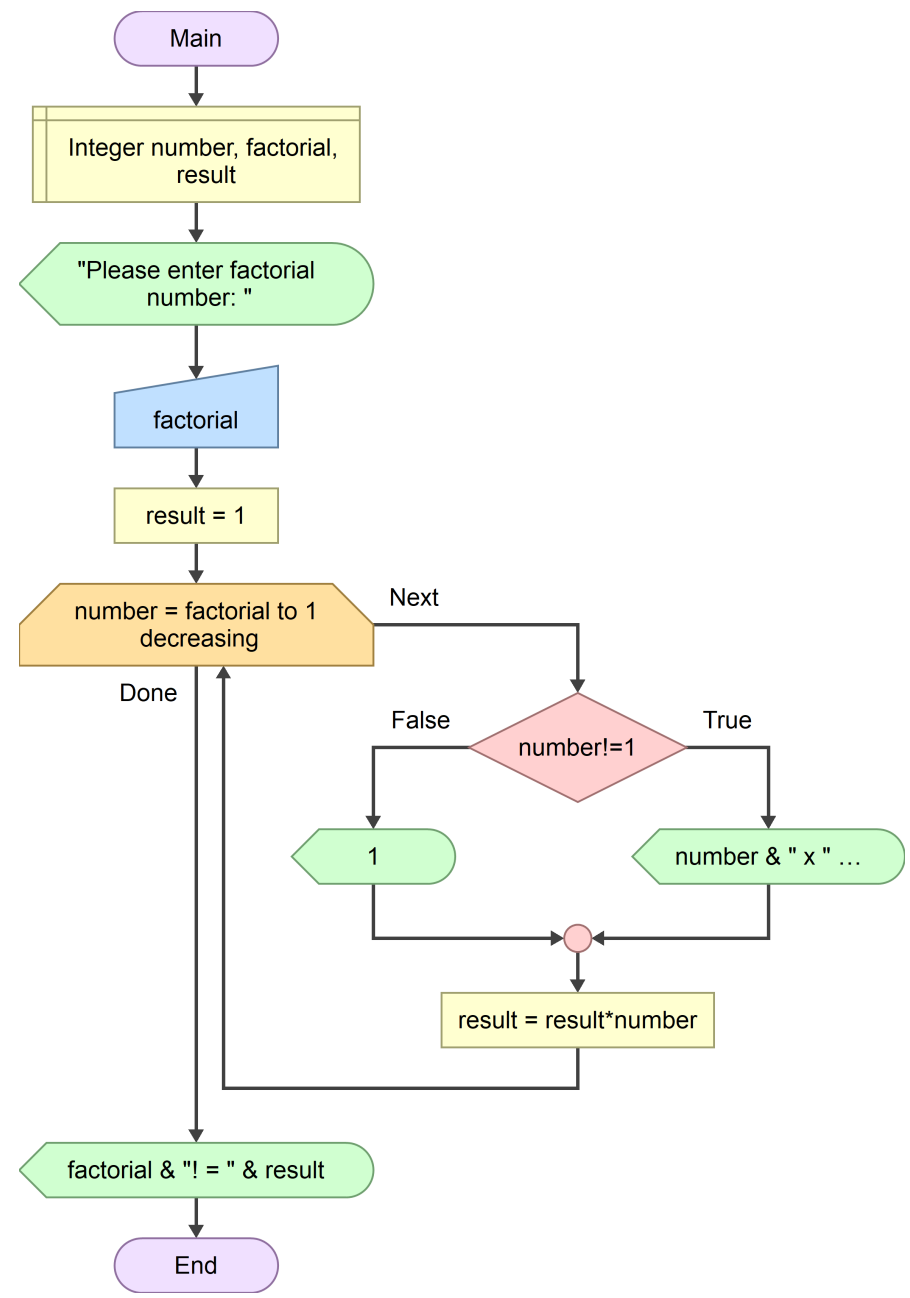 Main
Integer number, factorial,
result
"Please enter factorial
number: "
factorial
result = 1
number = factorial to 1
decreasing
Next
Done
False
True
number!=1
1
number & " x " …
result = result*number
factorial & "! = " & result
End